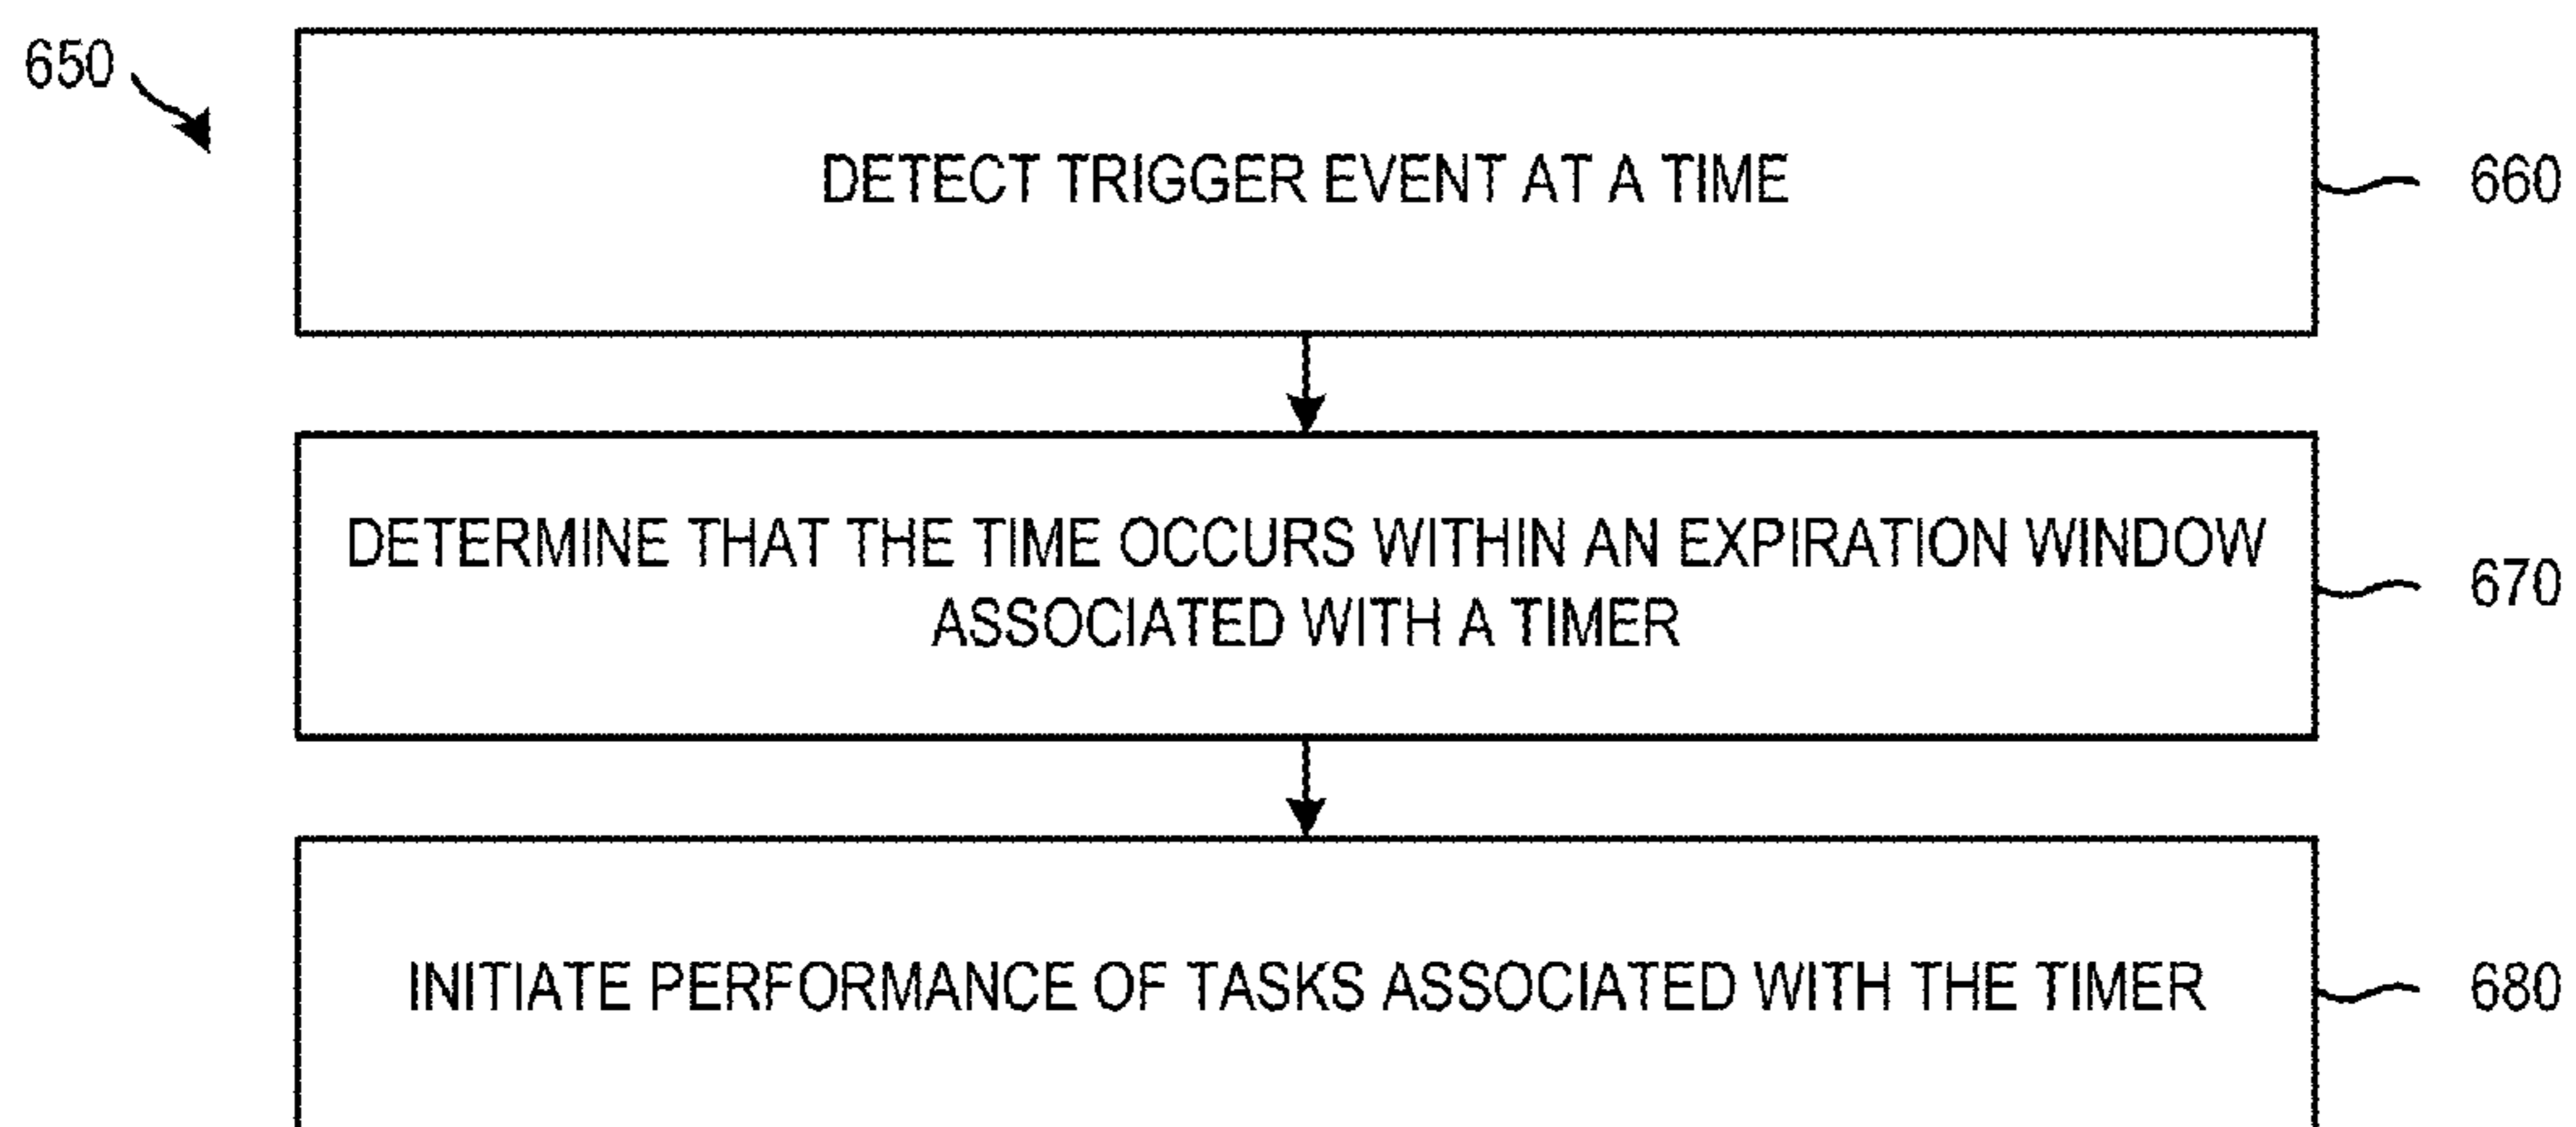 650
DETECT TRIGGER EVENT AT A TIME
660
DETERMINE THAT THE TIME OCCURS WITHIN AN EXPIRATION WINDOW
ASSOCIATED WITH A TIMER
670
INITIATE PERFORMANCE OF TASKS ASSOCIATED WITH THE TIMER
680